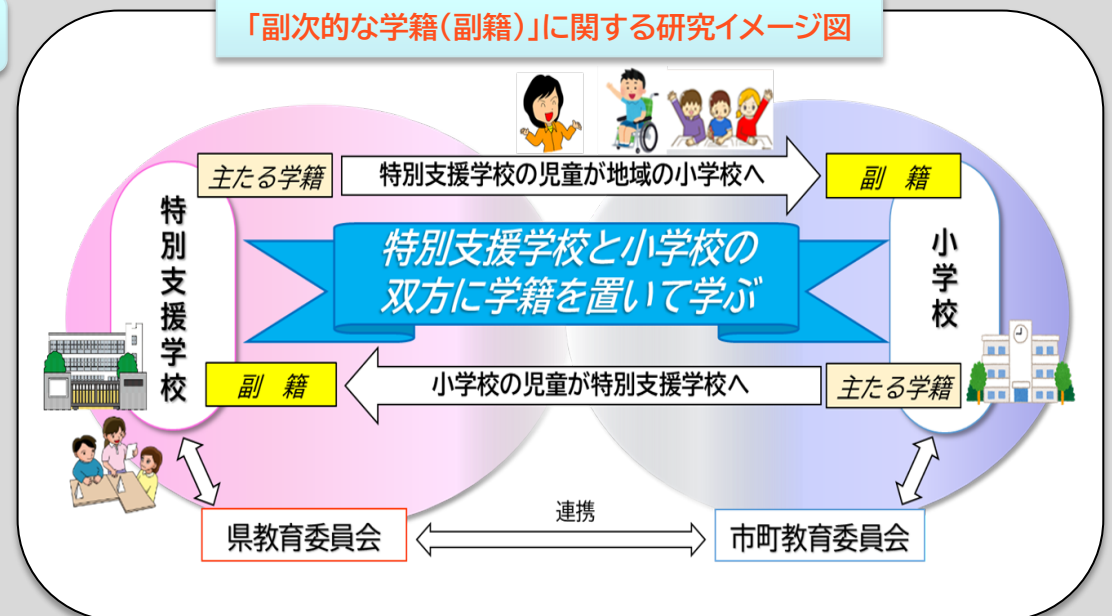 「副次的な学籍(副籍)」に関する研究イメージ図
主たる学籍
特別支援学校の児童が地域の小学校へ
副　籍
特別支援学校
特別支援学校と小学校の
双方に学籍を置いて学ぶ
小学校
副　籍
小学校の児童が特別支援学校へ
主たる学籍
県教育委員会
連携
市町教育委員会